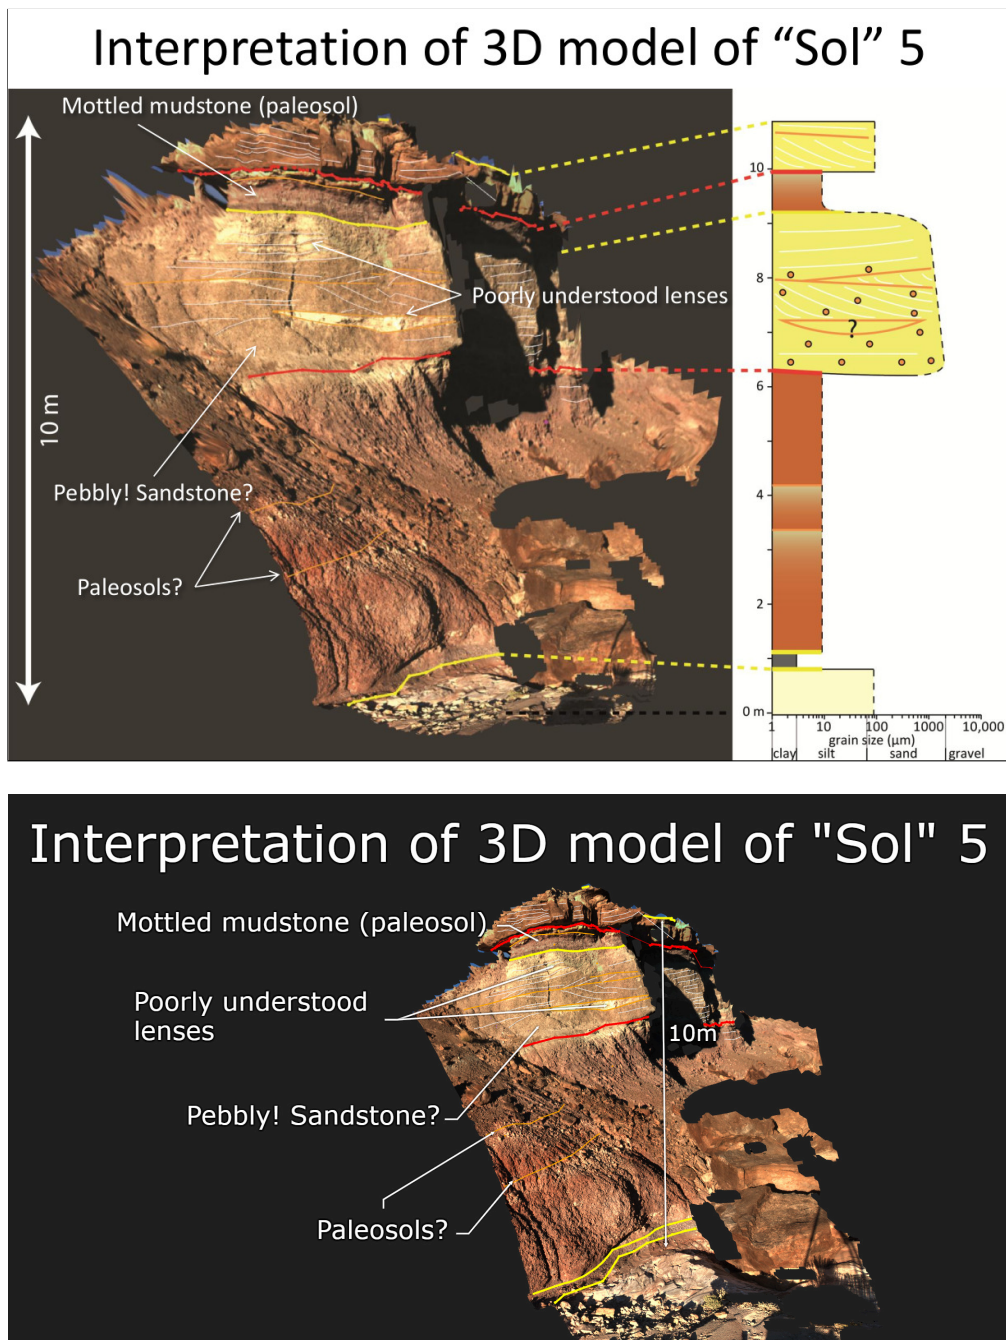 Interpretation of 3D model of “Sol” 5
Mottled mudstone (paleosol)
Poorly understood lenses
10 m
Pebbly! Sandstone?
Paleosols?
10
8
?
6
4
2
0 m
1 10 100 1000 10,000
grain size (µm)
clay silt sand gravel
Interpretation of 3D model of "Sol" 5
Mottled mudstone (paleosol)
Poorly understood
lenses
10m
Pebbly! Sandstone?
Paleosols?